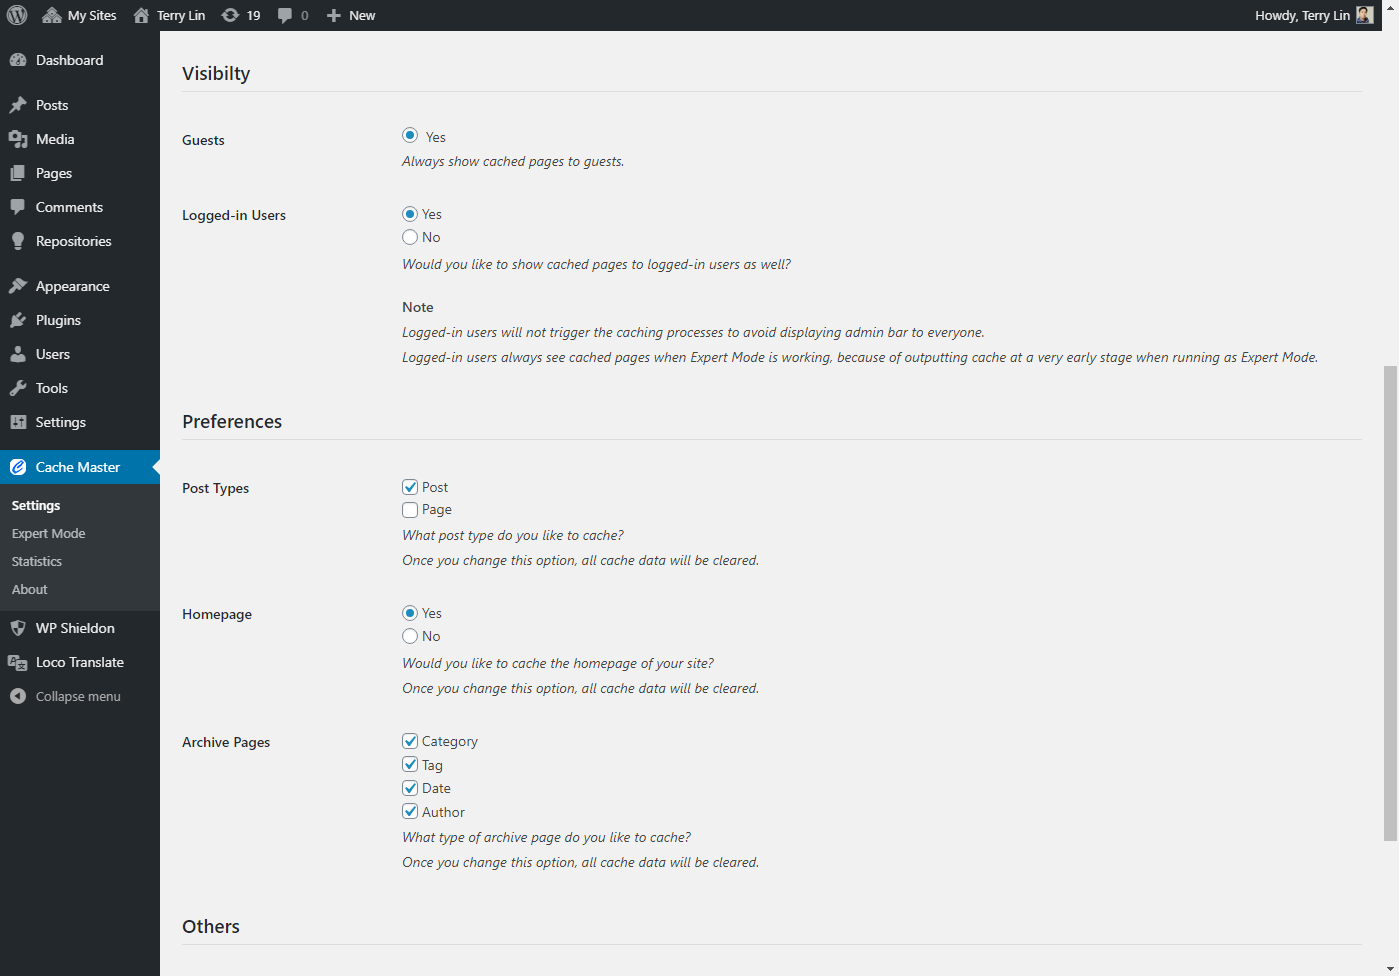 My Sites
Terry Lin
19
0
New
Howdy, Terry Lin
Dashboard
Posts
Media
Pages
Comments
Repositories
Appearance
Plugins
Users
Tools
Settings
Cache Master
Settings
Expert Mode
Statistics
About
WP Shieldon
Loco Translate
Collapse menu
Visibilty
Guests
Yes
Always show cached pages to guests.
Logged-in Users
Yes
No
Would you like to show cached pages to logged-in users as well?
Note
Logged-in users will not trigger the caching processes to avoid displaying admin bar to everyone.
Logged-in users always see cached pages when Expert Mode is working, because of outputting cache at a very early stage when running as Expert Mode.
Preferences
Post Types
Post
Page
What post type do you like to cache?
Once you change this option, all cache data will be cleared.
Homepage
Yes
No
Would you like to cache the homepage of your site?
Once you change this option, all cache data will be cleared.
Archive Pages
Category
Tag
Date
Author
What type of archive page do you like to cache?
Once you change this option, all cache data will be cleared.
Others